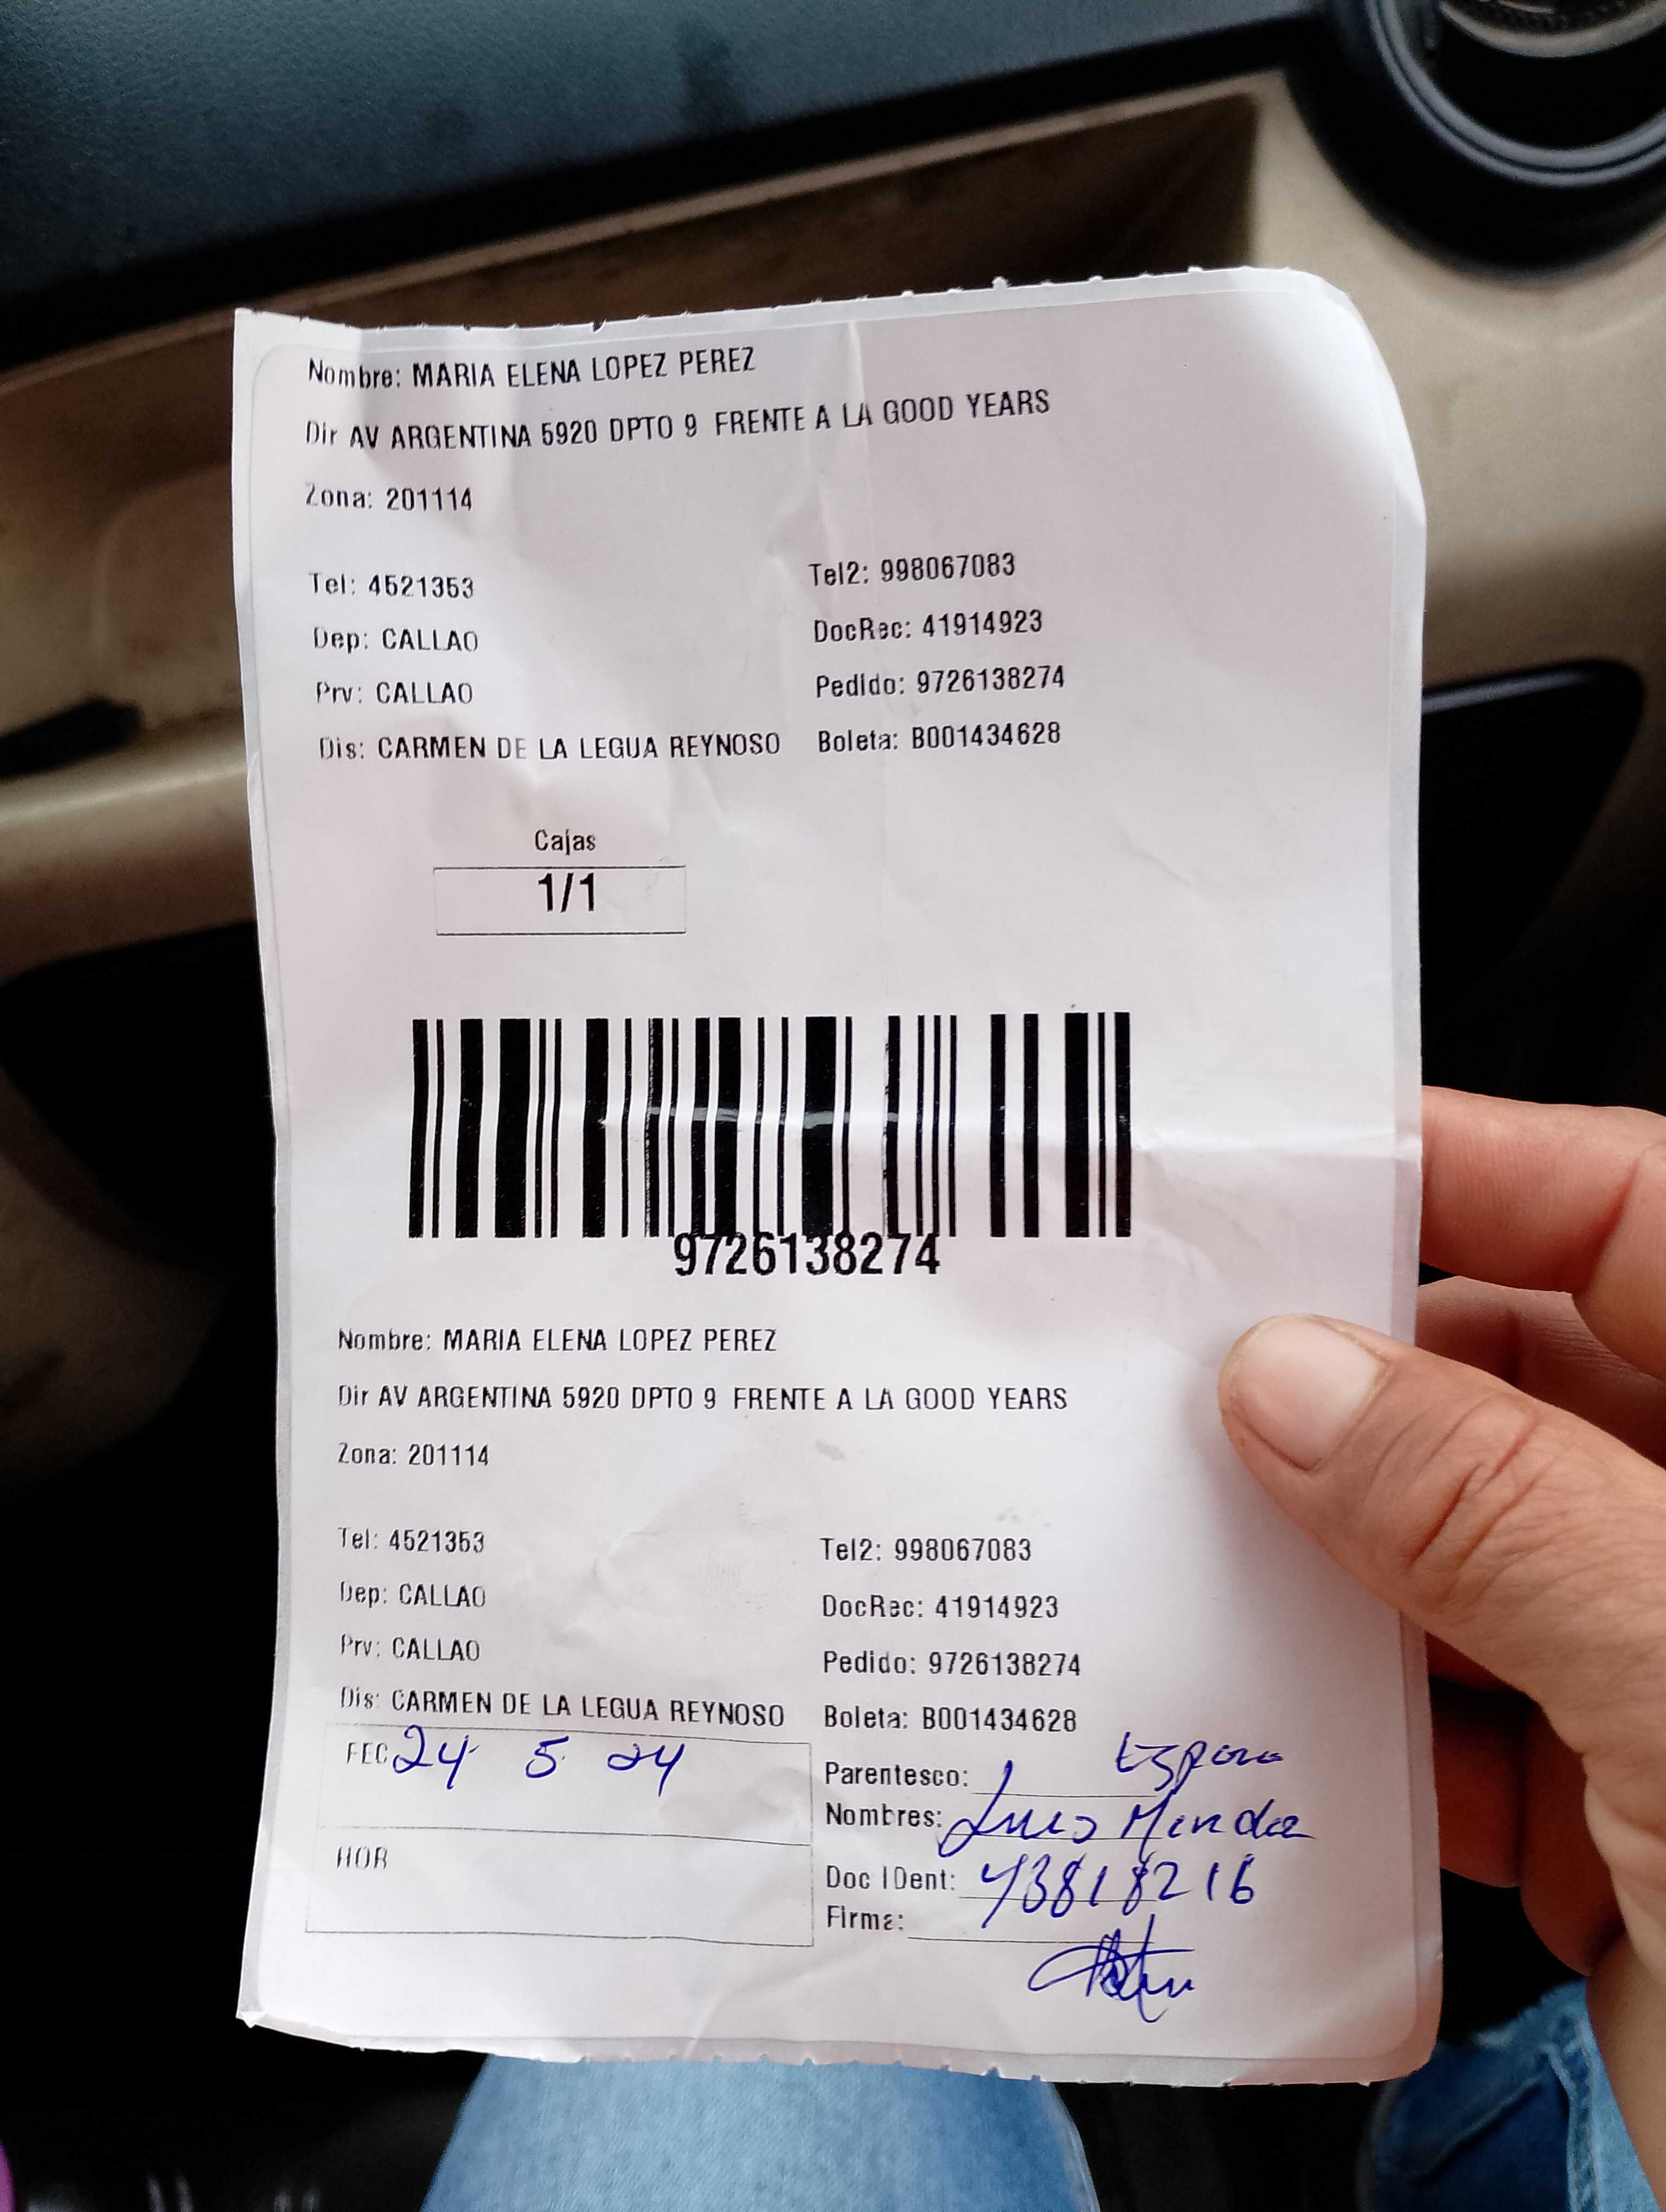 Nombre: MARIA ELENA LOPEZ PEREZ
Dir AV ARGENTINA 5920 DPTO 9 FRENTE A LA GOOD YEARS
Zona: 201114
Tel: 4521353 Tel2: 998067083
Dep: CALLAO DocRec: 41914923
Prv: CALLAO Pedido: 9726138274
Dis: CARMEN DE LA LEGUA REYNOSO Boleta: B001434628
Cajas
1/1
9726138274
Nombre: MARIA ELENA LOPEZ PEREZ
Dir AV ARGENTINA 5920 DPTO 9 FRENTE A LA GOOD YEARS
Zona: 201114
Tel: 4521353 Tel2: 998067083
Dep: CALLAO DocRec: 41914923
Prv: CALLAO Pedido: 9726138274
Dis: CARMEN DE LA LEGUA REYNOSO Boleta: B001434628
FEC 24 5 24 Parentesco:
Nombres: Luis
HOR Doc IDent: 43818216
Firma: